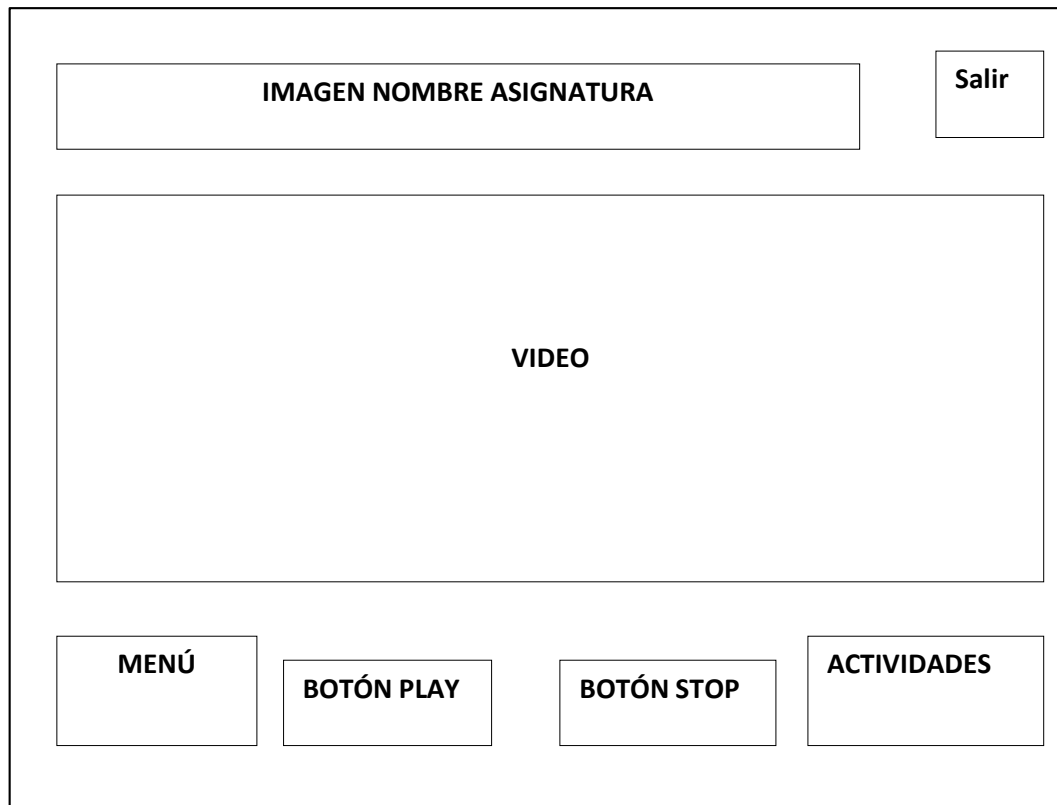 IMAGEN NOMBRE ASIGNATURA
Salir
VIDEO
MENÚ
BOTÓN PLAY
BOTÓN STOP
ACTIVIDADES